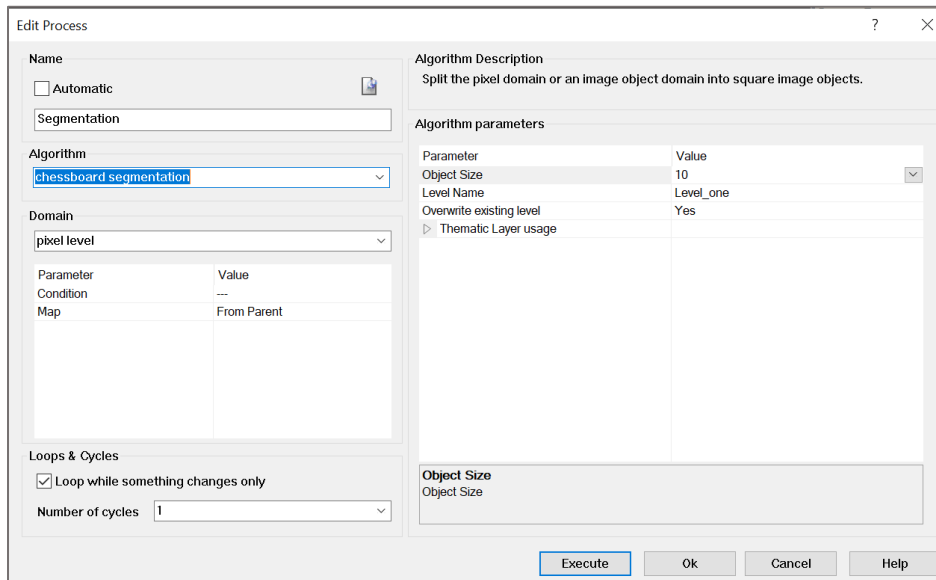 Edit Process
?
Name
Automatic
Segmentation
Algorithm
chessboard segmentation
Domain
pixel level
Parameter Value
Condition ---
Map From Parent
Loops & Cycles
Loop while something changes only
Number of cycles 1
Algorithm Description
Split the pixel domain or an image object domain into square image objects.
Algorithm parameters
Parameter Value
Object Size 10
Level Name Level_one
Overwrite existing level Yes
Thematic Layer usage
Object Size
Object Size
Execute Ok Cancel Help